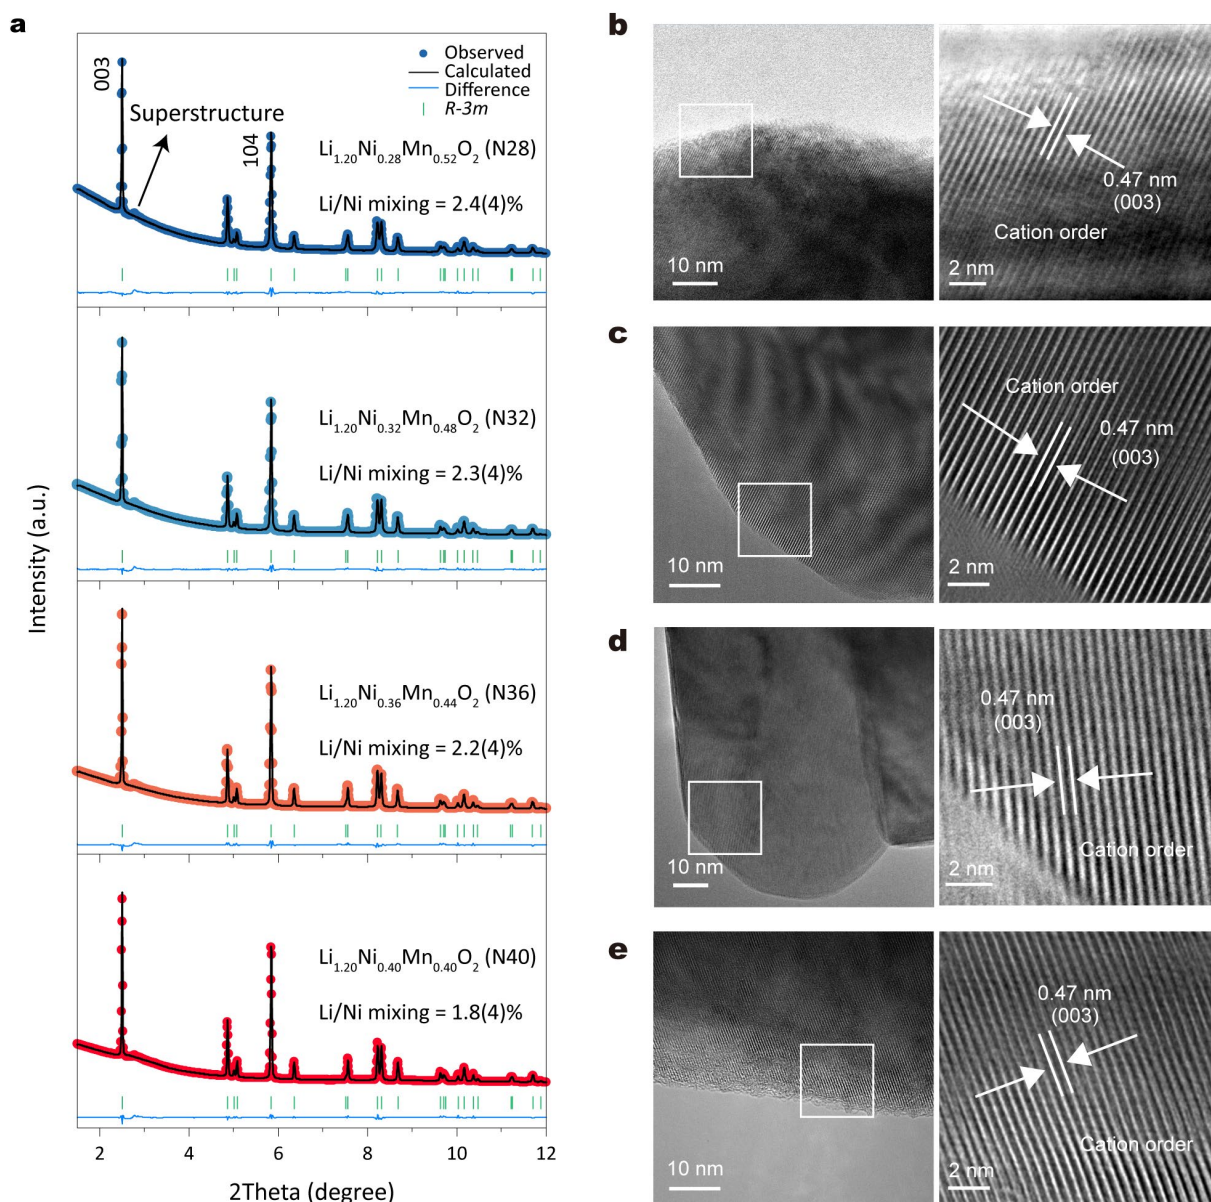 a
003
Superstructure
104
Observed
Calculated
Difference
R-3m
Li1.20Ni0.28Mn0.52O2 (N28)
Li/Ni mixing = 2.4(4)%
Li1.20Ni0.32Mn0.48O2 (N32)
Li/Ni mixing = 2.3(4)%
Li1.20Ni0.36Mn0.44O2 (N36)
Li/Ni mixing = 2.2(4)%
Li1.20Ni0.40Mn0.40O2 (N40)
Li/Ni mixing = 1.8(4)%
Intensity (a.u.)
2 4 6 8 10 12
2Theta (degree)
b
10 nm
0.47 nm
(003)
Cation order
2 nm
c
10 nm
Cation order
0.47 nm
(003)
2 nm
d
10 nm
0.47 nm
(003)
Cation order
2 nm
e
10 nm
0.47 nm
(003)
Cation order
2 nm